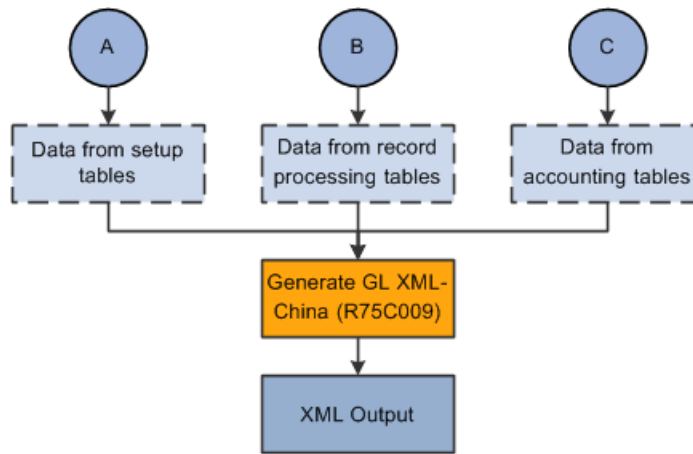 A
B
C
Data from setup
tables
Data from record
processing tables
Data from
accounting tables
Generate GL XML-
China (R75C009)
XML Output